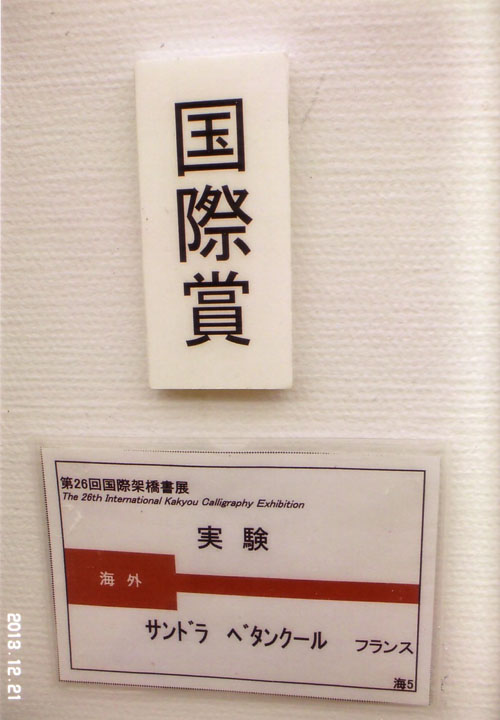 国際賞
第26回国際架橋書展
The 26th International Kakyou Calligraphy Exhibition
実験
海外
サンドラ ベタンクール フランス
海5
2013.12.21